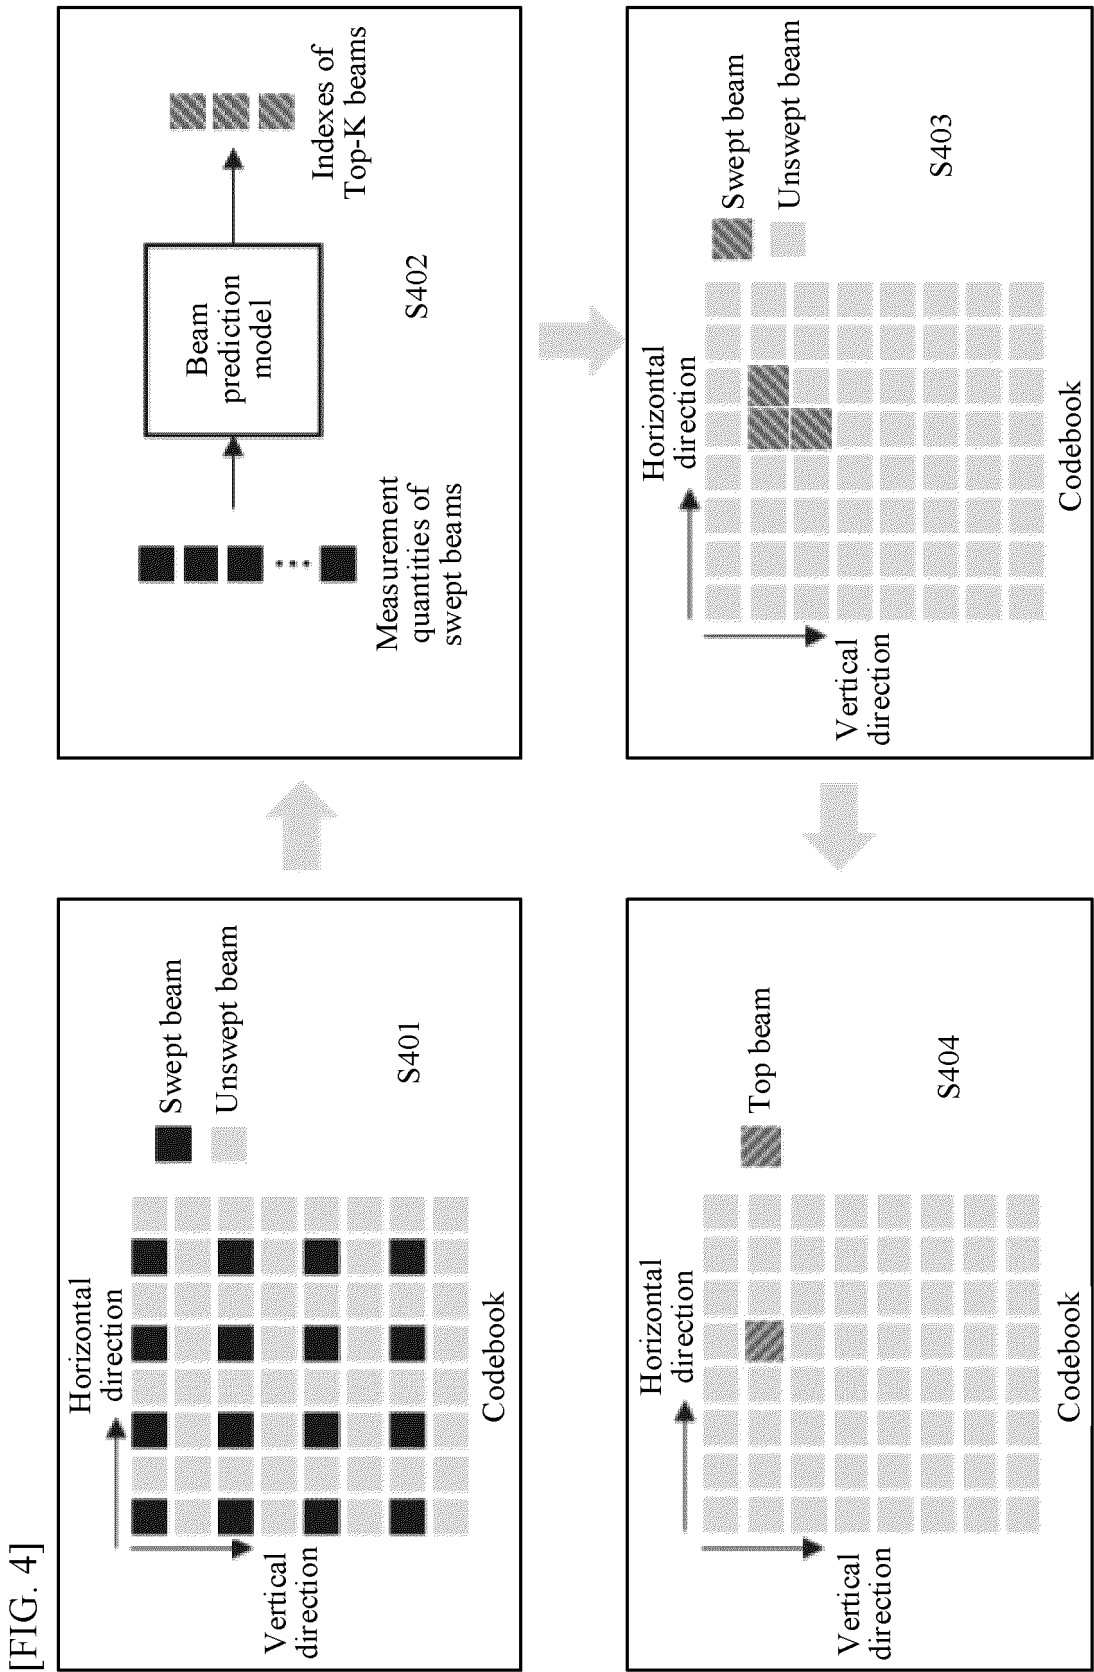 [FIG. 4]
Horizontal
direction
Vertical
direction
Swept beam
Unswept beam
S401
Codebook
Beam
prediction
model
Measurement
quantities of
swept beams
Indexes of
Top-K beams
S402
Horizontal
direction
Vertical
direction
Top beam
S404
Codebook
Horizontal
direction
Vertical
direction
Swept beam
Unswept beam
S403
Codebook